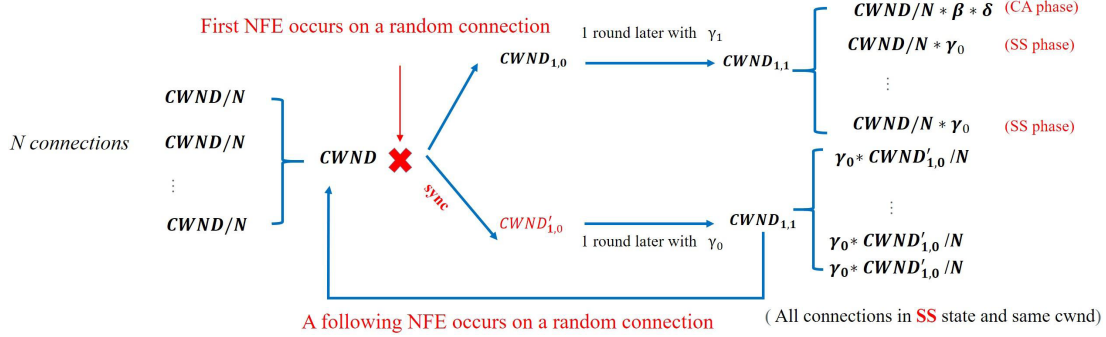 First NFE occurs on a random connection
N connections
CWND/N
CWND/N
⋮
CWND/N
CWND
sync
CWND₁,₀
1 round later with γ₁
CWND₁,₁
CWND/N * β * δ (CA phase)
CWND/N * γ₀ (SS phase)
⋮
CWND/N * γ₀ (SS phase)
CWND′₁,₀
1 round later with γ₀
CWND₁,₁
γ₀* CWND′₁,₀ /N
⋮
γ₀* CWND′₁,₀ /N
γ₀* CWND′₁,₀ /N
A following NFE occurs on a random connection
( All connections in SS state and same cwnd)